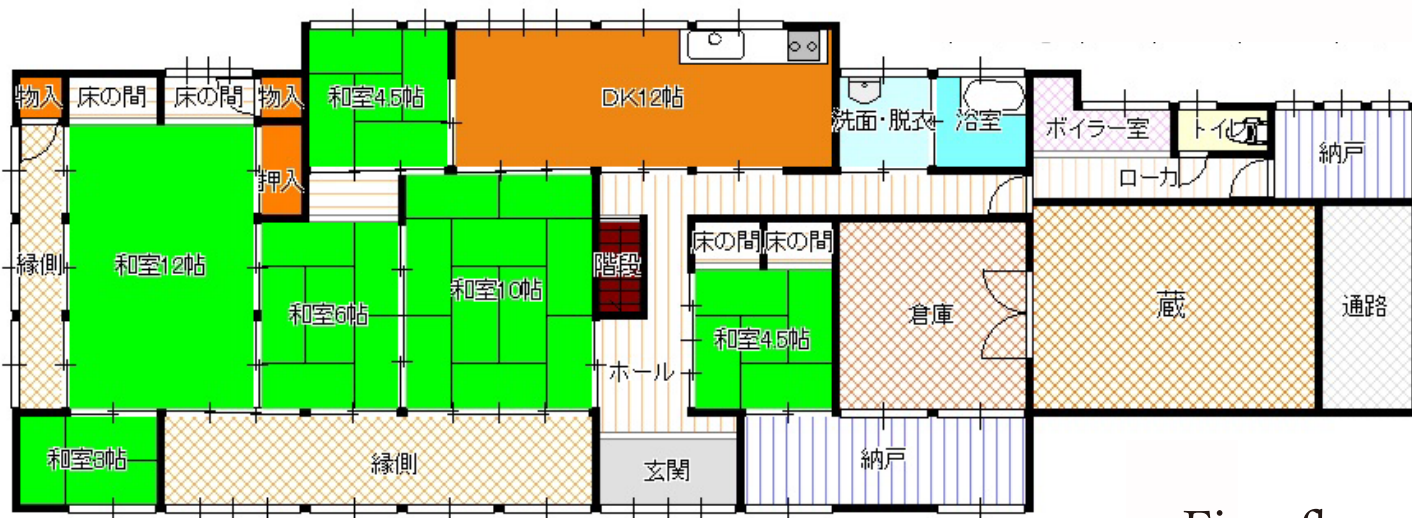 物入
床の間
床の間
物入
和室4.5帖
DK12帖
洗面・脱衣
浴室
ボイラー室
トイレ
納戸
押入
ローカ
縁側
和室12帖
和室6帖
和室10帖
階段
床の間
床の間
和室4.5帖
倉庫
蔵
通路
ホール
和室3帖
縁側
玄関
納戸